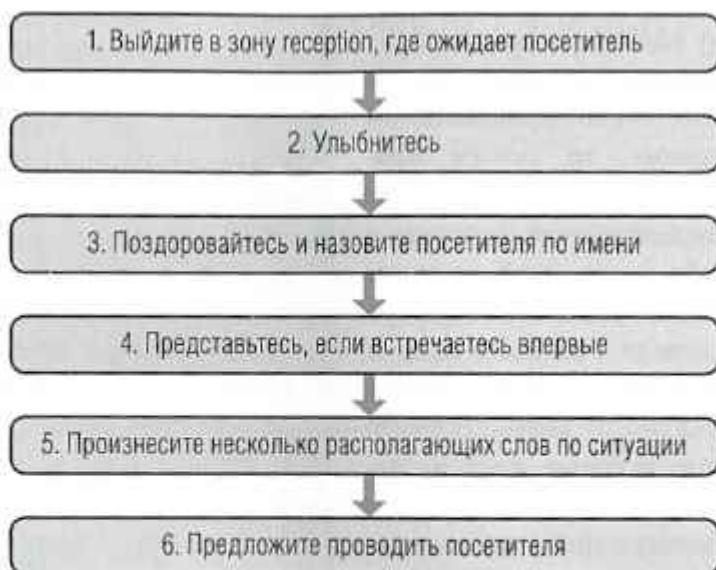 1. Выйдите в зону reception, где ожидает посетитель
2. Улыбнитесь
3. Поздоровайтесь и назовите посетителя по имени
4. Представьтесь, если встречаетесь впервые
5. Произнесите несколько располагающих слов по ситуации
6. Предложите проводить посетителя